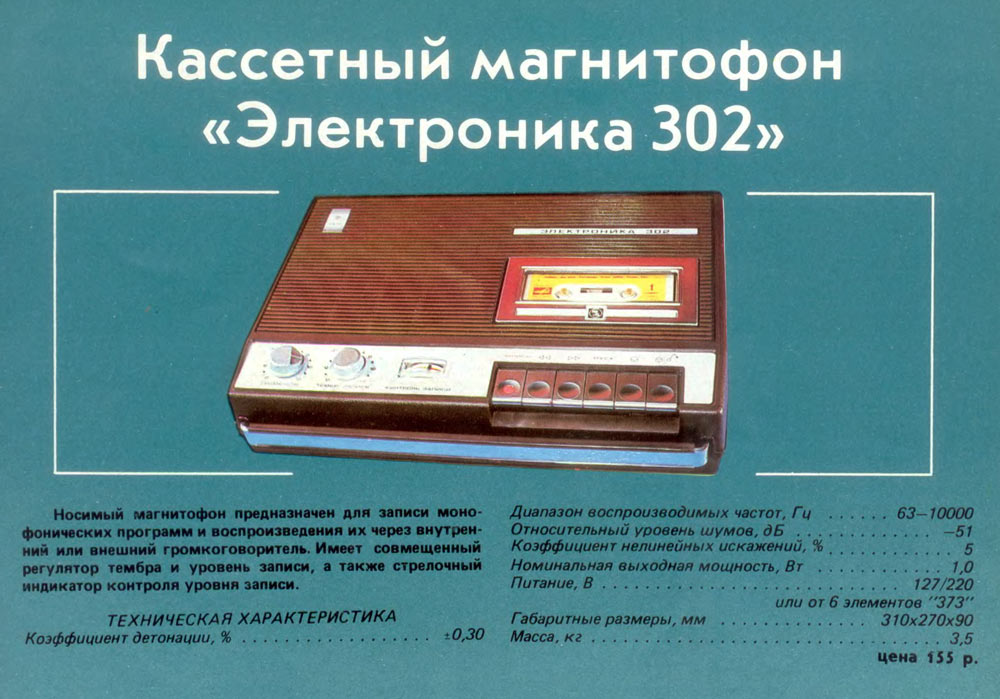 Кассетный магнитофон
«Электроника 302»
ЭЛЕКТРОНИКА 302
Носимый магнитофон предназначен для записи моно-
фонических программ и воспроизведения их через внутрен-
ний или внешний громкоговоритель. Имеет совмещенный
регулятор тембра и уровень записи, а также стрелочный
индикатор контроля уровня записи.
ТЕХНИЧЕСКАЯ ХАРАКТЕРИСТИКА
Коэффициент детонации, % . . . . . . . . . . . . . . . . . ±0,30
Диапазон воспроизводимых частот, Гц . . . . . . 63—10000
Относительный уровень шумов, дБ . . . . . . . . . . . . —51
Коэффициент нелинейных искажений, % . . . . . . . . . . 5
Номинальная выходная мощность, Вт . . . . . . . . . . . 1,0
Питание, В . . . . . . . . . . . . . . . . . . . . . . . 127/220
или от 6 элементов "373"
Габаритные размеры, мм . . . . . . . . . . . . 310х270х90
Масса, кг . . . . . . . . . . . . . . . . . . . . . . . . . 3,5
цена 155 р.